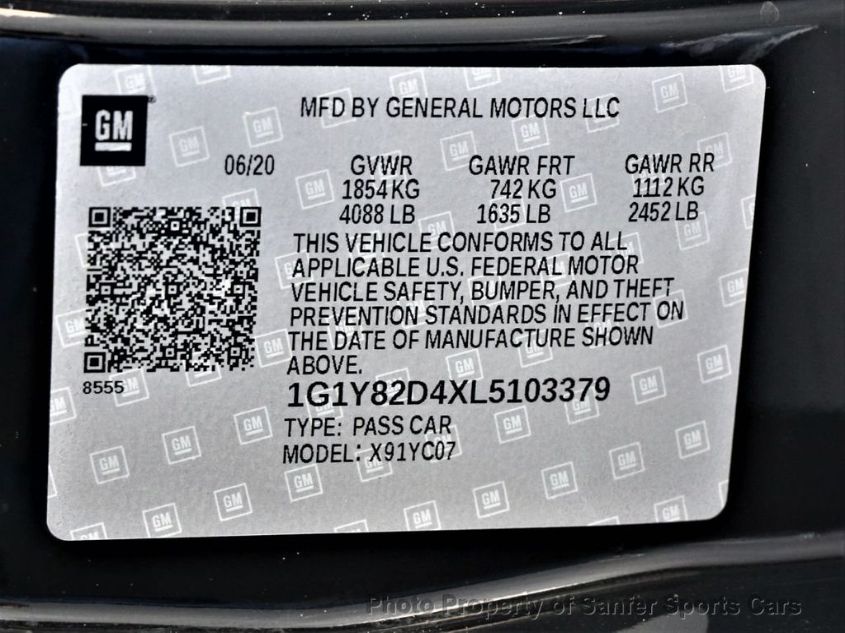 GM
MFD BY GENERAL MOTORS LLC
06/20 GVWR GAWR FRT GAWR RR
1854 KG 742 KG 1112 KG
4088 LB 1635 LB 2452 LB
THIS VEHICLE CONFORMS TO ALL
APPLICABLE U.S. FEDERAL MOTOR
VEHICLE SAFETY, BUMPER, AND THEFT
PREVENTION STANDARDS IN EFFECT ON
THE DATE OF MANUFACTURE SHOWN
ABOVE.
8555
1G1Y82D4XL5103379
TYPE: PASS CAR
MODEL: X91YC07
Photo Property of Sanfer Sports Cars